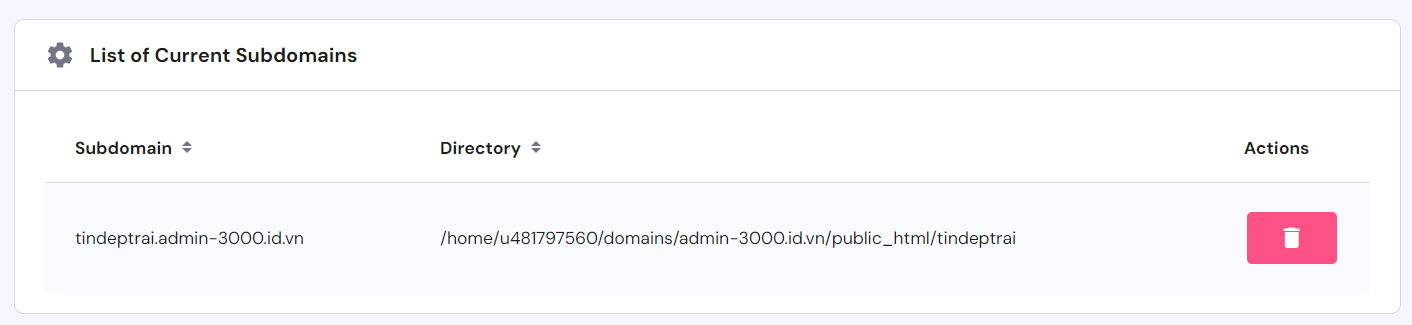 List of Current Subdomains
Subdomain Directory Actions
tindeptrai.admin-3000.id.vn /home/u481797560/domains/admin-3000.id.vn/public_html/tindeptrai